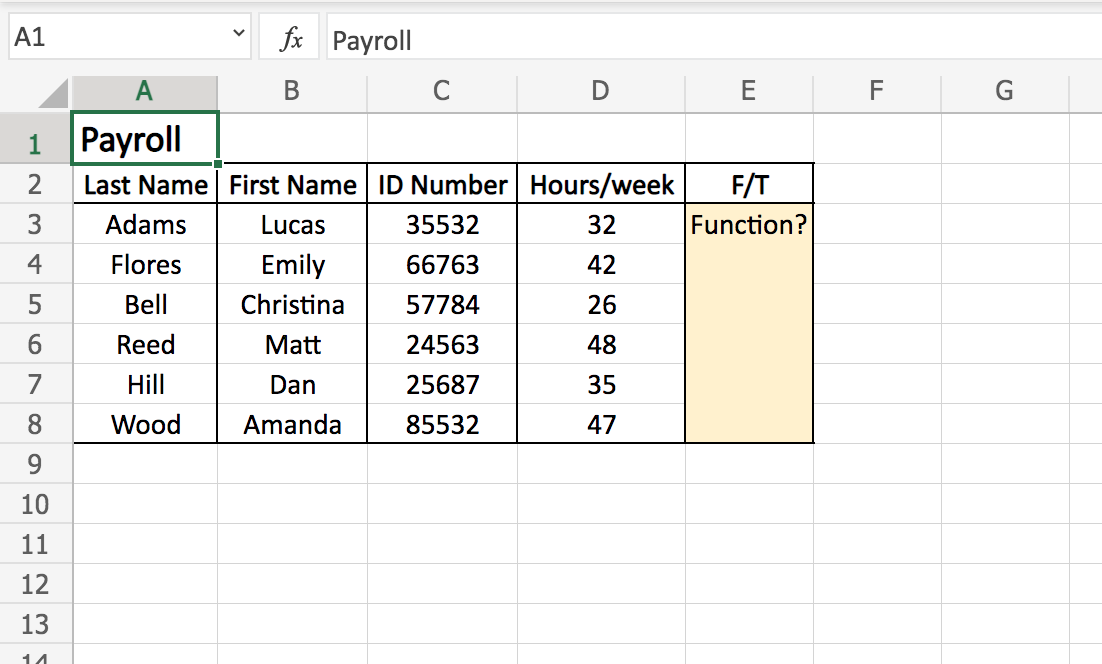 A1 fx Payroll
A B C D E F G
1 Payroll
2 Last Name First Name ID Number Hours/week F/T
3 Adams Lucas 35532 32 Function?
4 Flores Emily 66763 42
5 Bell Christina 57784 26
6 Reed Matt 24563 48
7 Hill Dan 25687 35
8 Wood Amanda 85532 47
9
10
11
12
13
14